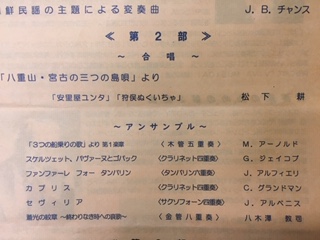 鮮民謡の主題による変奏曲 J. B. チャンス
≪ 第 2 部 ≫
～ 合 唱 ～
「八重山・宮古の三つの島唄」より
「安里屋ユンタ」「狩俣ぬくいちゃ」 松 下 耕
～アンサンブル～
「3つの船乗りの歌」より 第1楽章 〈木管五重奏〉 M. アーノルド
スケルツェット、パヴァーヌとゴパック 〈クラリネット四重奏〉 G. ジェイコブ
ファンファーレ フォー タンバリン 〈タンバリン八重奏〉 J. アルフィエリ
カ プ リ ス 〈クラリネット四重奏〉 C. グランドマン
セ ヴ ィ リ ア 〈サクソフォーン四重奏〉 J. アルベニス
激光の紋章 ～終わりなき時への哀歌～ 〈金管八重奏〉 八木澤 教司